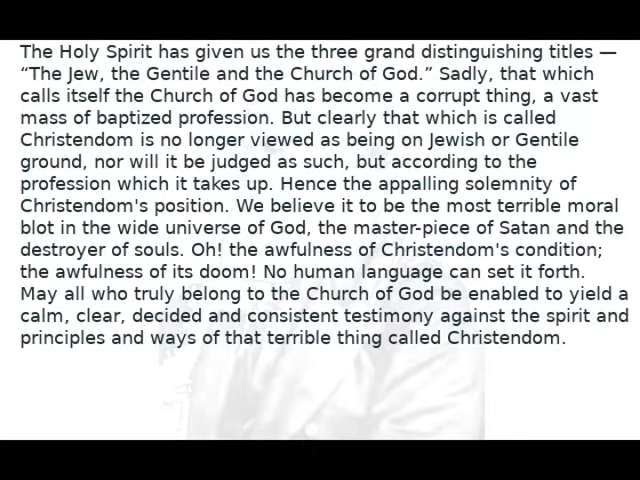 The Holy Spirit has given us the three grand distinguishing titles —
“The Jew, the Gentile and the Church of God.” Sadly, that which
calls itself the Church of God has become a corrupt thing, a vast
mass of baptized profession. But clearly that which is called
Christendom is no longer viewed as being on Jewish or Gentile
ground, nor will it be judged as such, but according to the
profession which it takes up. Hence the appalling solemnity of
Christendom's position. We believe it to be the most terrible moral
blot in the wide universe of God, the master-piece of Satan and the
destroyer of souls. Oh! the awfulness of Christendom's condition;
the awfulness of its doom! No human language can set it forth.
May all who truly belong to the Church of God be enabled to yield a
calm, clear, decided and consistent testimony against the spirit and
principles and ways of that terrible thing called Christendom.